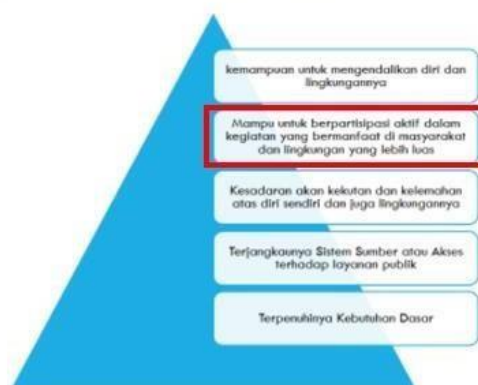 kemampuan untuk mengendalikan diri dan
lingkungannya
Mampu untuk berpartisipasi aktif dalam
kegiatan yang bermanfaat di masyarakat
dan lingkungan yang lebih luas
Kesadaran akan kekutan dan kelemahan
atas diri sendiri dan juga lingkungannya
Terjangkaunya Sistem Sumber atau Akses
terhadap layanan publik
Terpenuhinya Kebutuhan Dasar